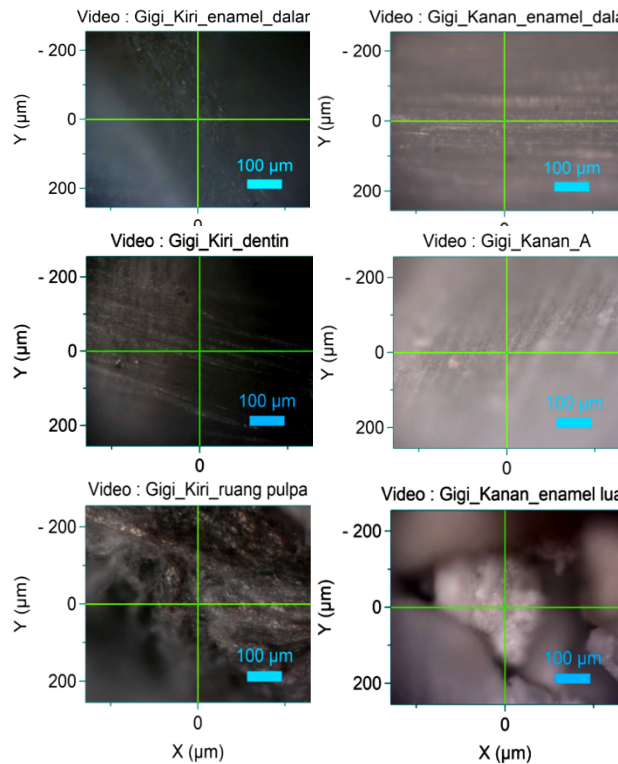 Video : Gigi_Kiri_enamel_dalar
Video : Gigi_Kanan_enamel_dala
- 200
0
200
Y (µm)
100 µm
0
- 200
0
200
Y (µm)
100 µm
0
Video : Gigi_Kiri_dentin
Video : Gigi_Kanan_A
- 200
0
200
Y (µm)
100 µm
0
- 200
0
200
Y (µm)
100 µm
0
Video : Gigi_Kiri_ruang pulpa
Video : Gigi_Kanan_enamel lua
- 200
0
200
Y (µm)
100 µm
0
X (µm)
- 200
0
200
Y (µm)
100 µm
0
X (µm)